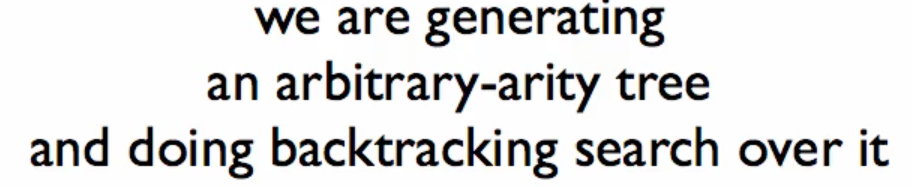 we are generating
an arbitrary-arity tree
and doing backtracking search over it